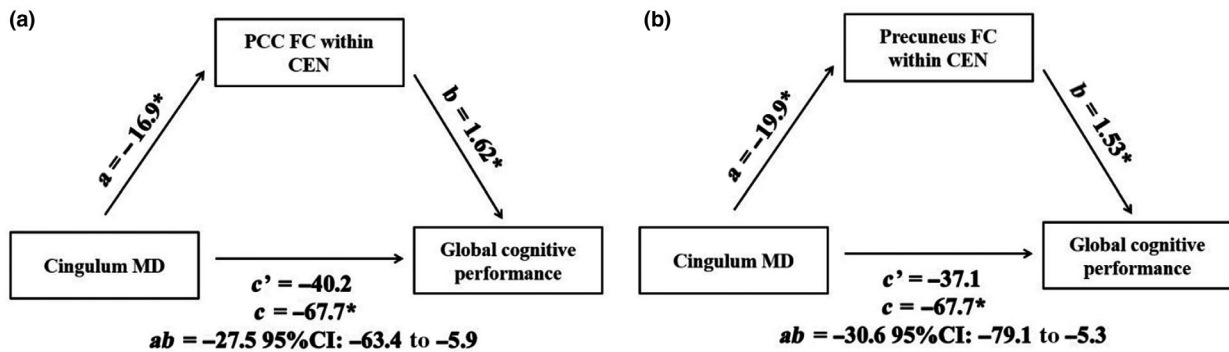 (a)
PCC FC within
CEN
a = – 16.9*
b = 1.62*
Cingulum MD
Global cognitive
performance
c’ = –40.2
c = –67.7*
ab = –27.5 95%CI: –63.4 to –5.9
(b)
Precuneus FC
within CEN
a = –19.9*
b = 1.53*
Cingulum MD
Global cognitive
performance
c’ = –37.1
c = –67.7*
ab = –30.6 95%CI: –79.1 to –5.3